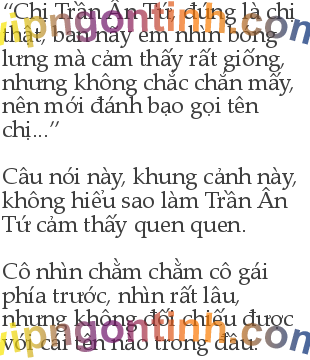 “Chị Trần Ân Tứ, đúng là chị
thật, ban nãy em nhìn bóng
lưng mà cảm thấy rất giống,
nhưng không chắc chắn mấy,
nên mới đánh bạo gọi tên
chị...”
Câu nói này, khung cảnh này,
không hiểu sao làm Trần Ân
Tứ cảm thấy quen quen.
Cô nhìn chằm chằm cô gái
phía trước, nhìn rất lâu,
nhưng không đối chiếu được
với cái tên nào trong đầu.
vipngontinh.com
vipngontinh.com